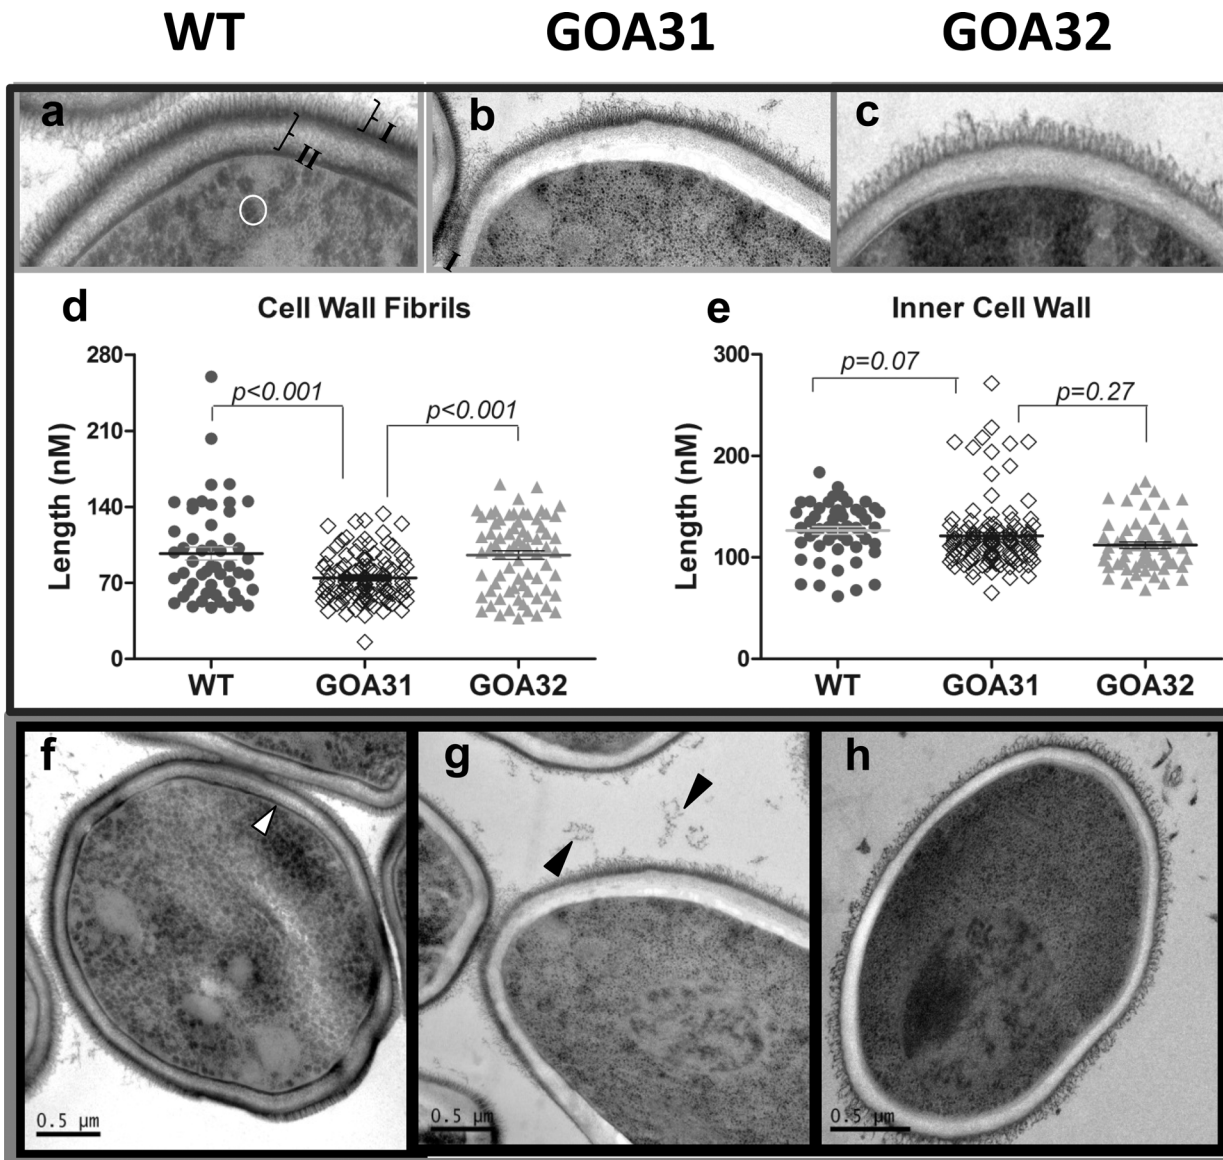 WT GOA31 GOA32
a b c
I
II
I
d Cell Wall Fibrils
280
210
140
70
0
Length (nM)
p<0.001
p<0.001
WT GOA31 GOA32
e Inner Cell Wall
300
200
100
0
Length (nM)
p=0.07
p=0.27
WT GOA31 GOA32
f g h
0.5 µm 0.5 µm 0.5 µm